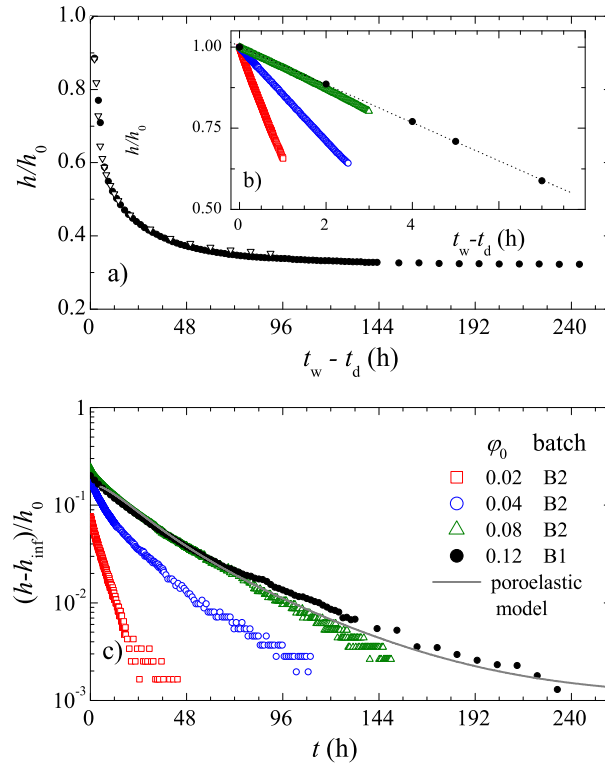 a)
h/h0
1.0
0.8
0.6
0.4
0.2
0 48 96 144 192 240
tw - td (h)
h/h0
b)
1.00
0.75
0.50
0 2 4 6
tw-td (h)
(h-hinf)/h0
10-1
10-2
10-3
c)
0 48 96 144 192 240
t (h)
φ0 batch
0.02 B2
0.04 B2
0.08 B2
0.12 B1
poroelastic
model